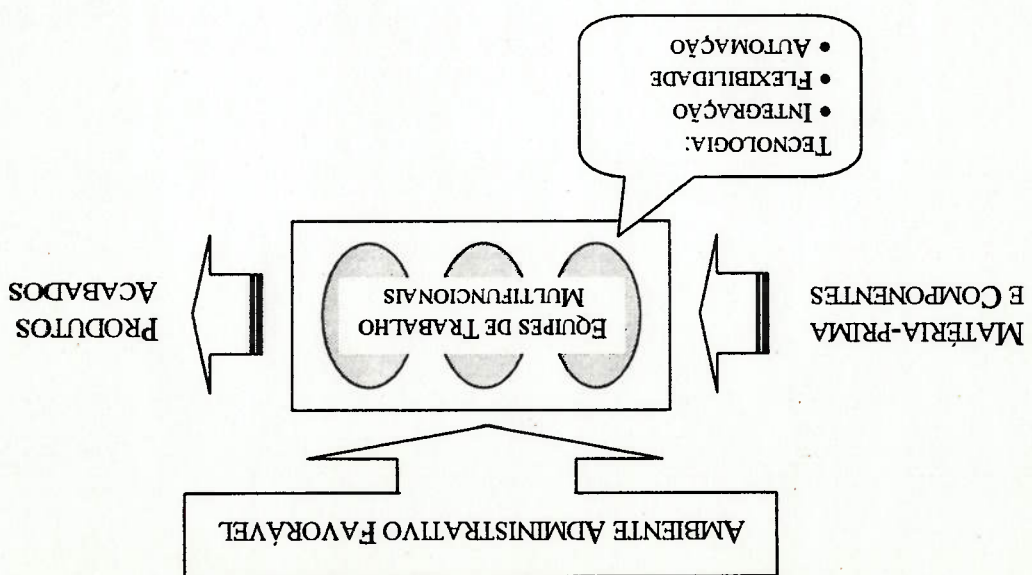 AMBIENTE ADMINISTRATIVO FAVORÁVEL
MATÉRIA-PRIMA
E COMPONENTES
EQUIPES DE TRABALHO
MULTIFUNCIONAIS
PRODUTOS
ACABADOS
TECNOLOGIA:
• INTEGRAÇÃO
• FLEXIBILIDADE
• AUTOMAÇÃO